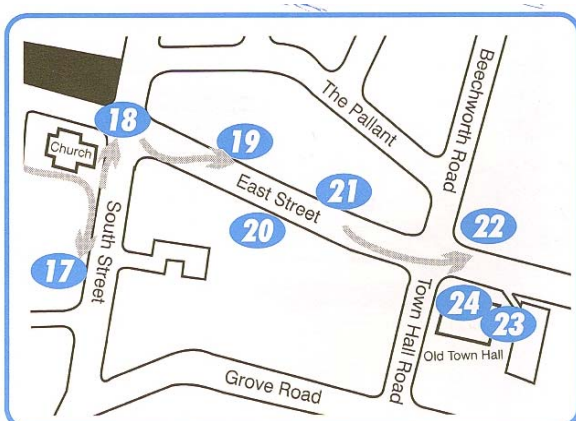 Beechworth Road
The Pallant
18
19
Church
21
East Street
20
22
South Street
17
24
23
Town Hall Road
Old Town Hall
Grove Road